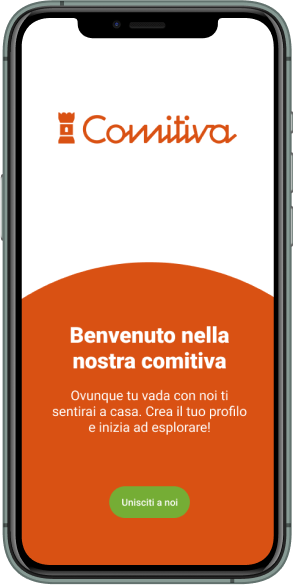 Comitiva
Benvenuto nella
nostra comitiva
Ovunque tu vada con noi ti
sentirai a casa. Crea il tuo profilo
e inizia ad esplorare!
Unisciti a noi